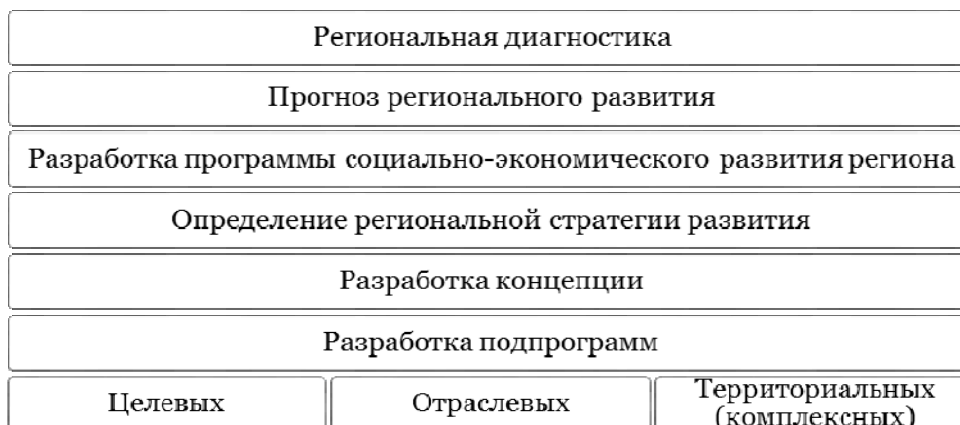 Региональная диагностика
Прогноз регионального развития
Разработка программы социально-экономического развития региона
Определение региональной стратегии развития
Разработка концепции
Разработка подпрограмм
Целевых
Отраслевых
Территориальных
(комплексных)